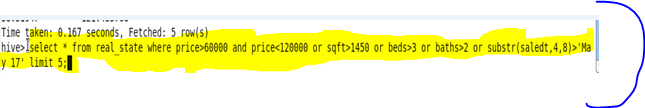 Time taken: 0.167 seconds, Fetched: 5 row(s)
hive>select * from real_state where price>60000 and price<120000 or sqft>1450 or beds>3 or baths>2 or substr(saledt,4,8)>'Ma
y 17' limit 5;